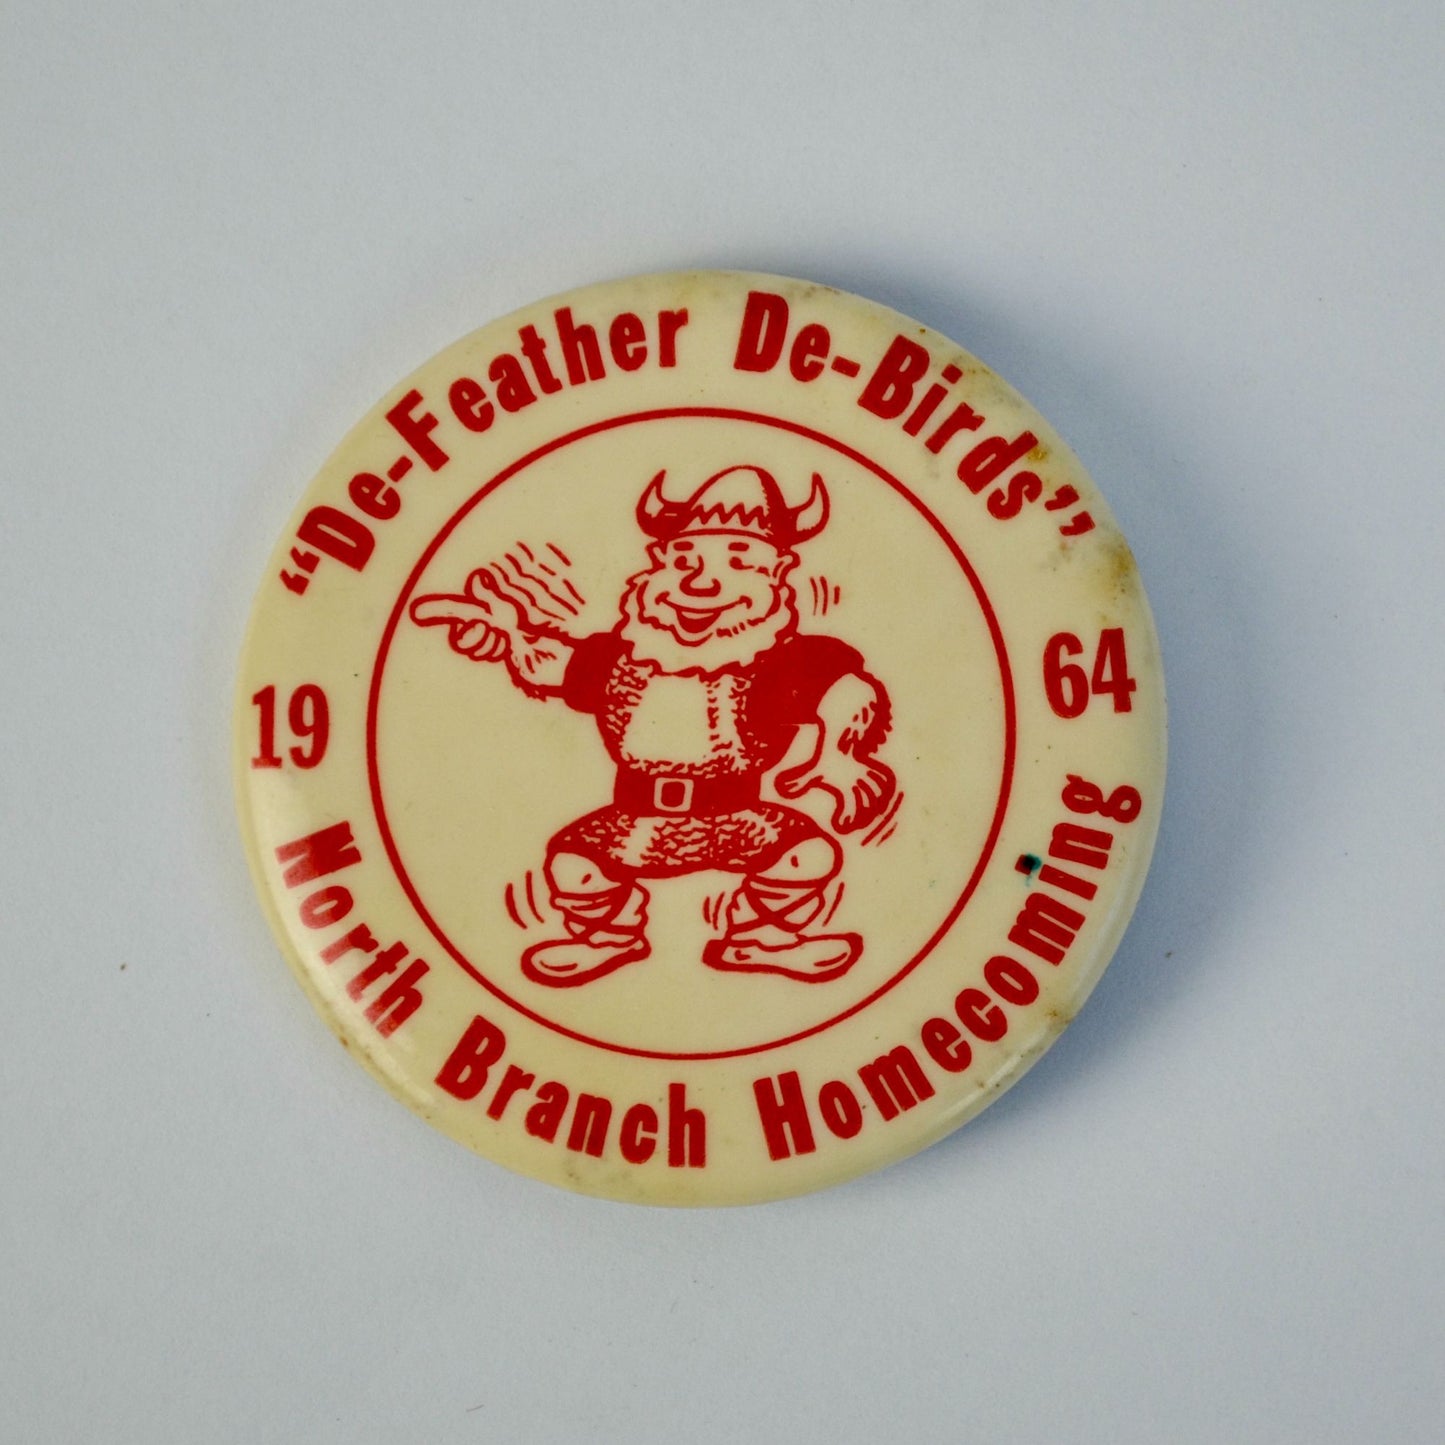 “De-Feather De-Birds”
19 64
North Branch Homecoming